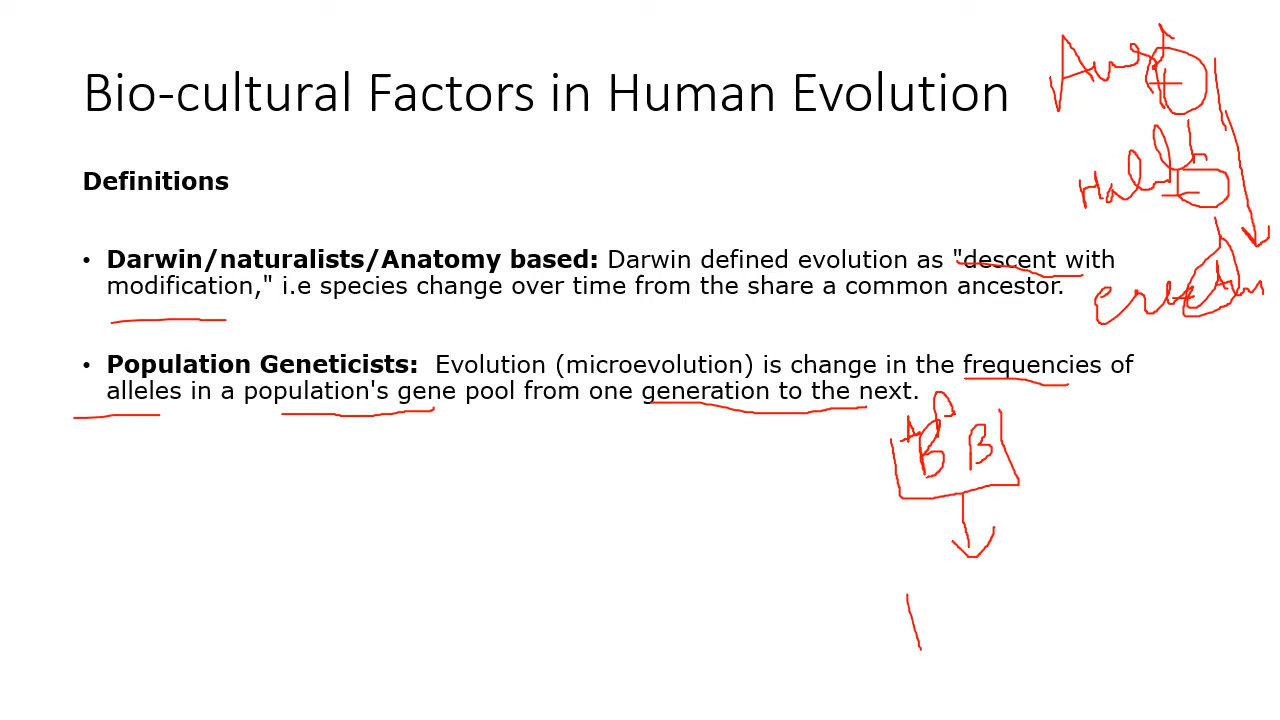 Bio-cultural Factors in Human Evolution
Definitions
• Darwin/naturalists/Anatomy based: Darwin defined evolution as "descent with
modification," i.e species change over time from the share a common ancestor.
• Population Geneticists: Evolution (microevolution) is change in the frequencies of
alleles in a population's gene pool from one generation to the next.
B B